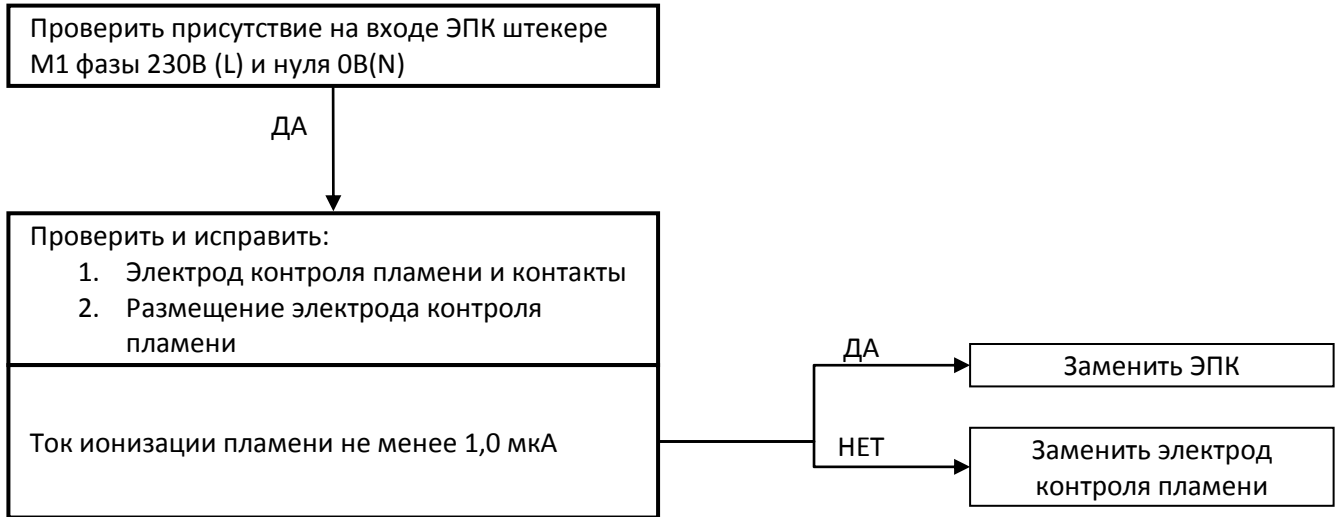 Проверить присутствие на входе ЭПК штекере
М1 фазы 230В (L) и нуля 0В(N)
ДА
Проверить и исправить:
1. Электрод контроля пламени и контакты
2. Размещение электрода контроля
пламени
Ток ионизации пламени не менее 1,0 мкА
ДА
Заменить ЭПК
НЕТ
Заменить электрод
контроля пламени